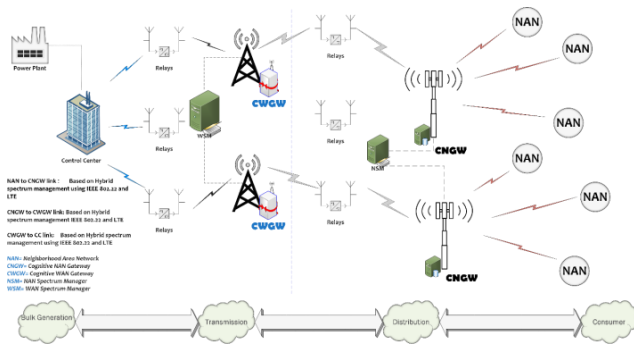 Power Plant
Control Center
Relays
Relays
Relays
WSM
CWGW
CWGW
Relays
Relays
Relays
NSM
CNGW
CNGW
NAN
NAN
NAN
NAN
NAN
NAN
NAN to CNGW link : Based on Hybrid
spectrum management using IEEE 802.22 and
LTE
CNGW to CWGW link: Based on Hybrid
spectrum management IEEE 802.22 and LTE
CWGW to CC link: Based on Hybrid spectrum
management using IEEE 802.22 and LTE
NAN= Neighborhood Area Network
CNGW= Cognitive NAN Gateway
CWGW= Cognitive WAN Gateway
NSM= NAN Spectrum Manager
WSM= WAN Spectrum Manager
Bulk Generation
Transmission
Distribution
Consumer